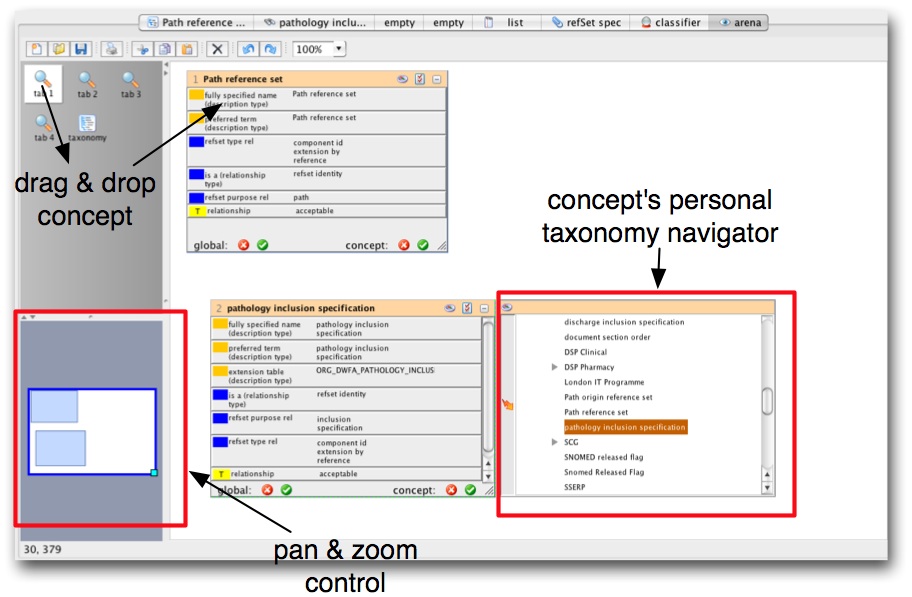 Path reference ...
pathology inclu...
empty
empty
list
refSet spec
classifier
arena
100%
tab 1
tab 2
tab 3
tab 4
taxonomy
drag & drop
concept
1 Path reference set
fully specified name
(description type)
Path reference set
preferred term
(description type)
Path reference set
refset type rel
component id
extension by
reference
is a (relationship
type)
refset identity
refset purpose rel
path
T relationship
acceptable
global:
concept:
concept's personal
taxonomy navigator
2 pathology inclusion specification
fully specified name
(description type)
pathology inclusion
specification
preferred term
(description type)
pathology inclusion
specification
extension table
(description type)
ORG_DWFA_PATHOLOGY_INCLUS
is a (relationship
type)
refset identity
refset purpose rel
inclusion
specification
refset type rel
component id
extension by
reference
T relationship
acceptable
global:
concept:
discharge inclusion specification
document section order
DSP Clinical
DSP Pharmacy
London IT Programme
Path origin reference set
Path reference set
pathology inclusion specification
SCG
SNOMED released flag
Snomed Released Flag
SSERP
pan & zoom
control
30, 379